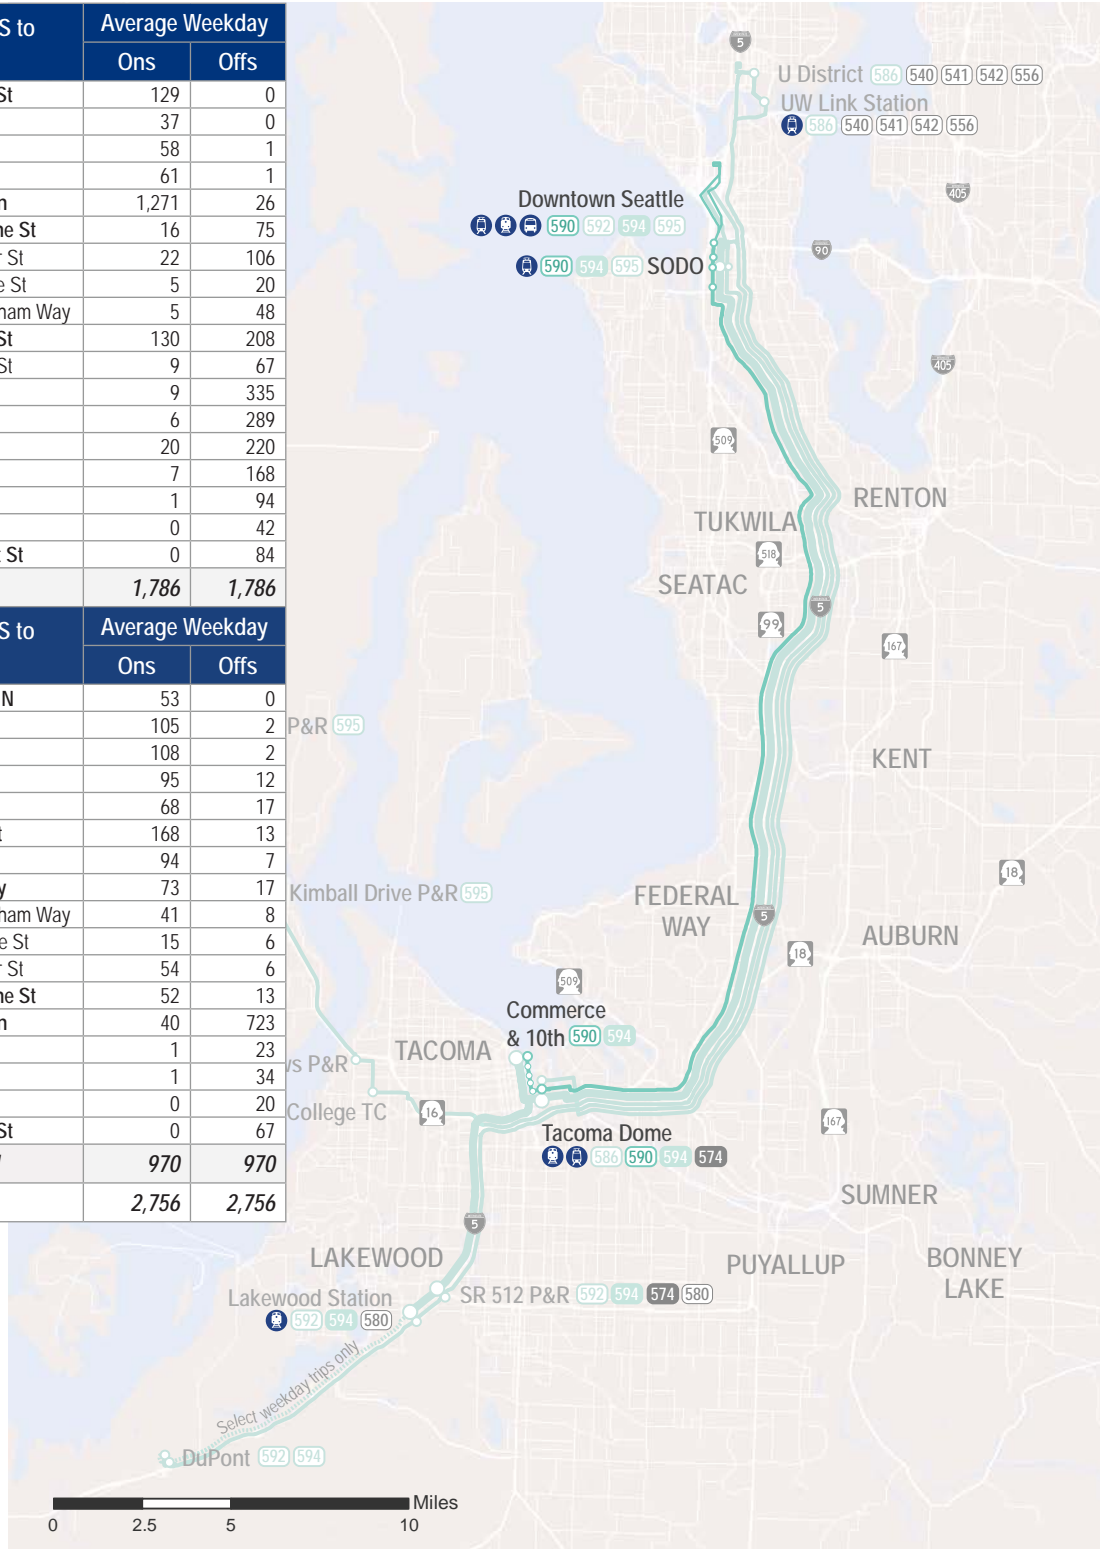 S to Average Weekday
Ons Offs
St 129 0
37 0
58 1
61 1
n 1,271 26
ne St 16 75
r St 22 106
e St 5 20
ham Way 5 48
St 130 208
St 9 67
9 335
6 289
20 220
7 168
1 94
0 42
t St 0 84
1,786 1,786
S to Average Weekday
Ons Offs
N 53 0
105 2
108 2
95 12
68 17
t 168 13
94 7
y 73 17
ham Way 41 8
e St 15 6
r St 54 6
ne St 52 13
n 40 723
1 23
1 34
0 20
St 0 67
970 970
2,756 2,756
5
U District 586 540 541 542 556
UW Link Station
586 540 541 542 556
405
Downtown Seattle
590 592 594 595
90
590 594 595 SODO
405
509
RENTON
TUKWILA
518
SEATAC
5
99
167
P&R 595
KENT
18
Kimball Drive P&R 595
FEDERAL
WAY
5
AUBURN
18
509
Commerce
& 10th 590 594
TACOMA
ws P&R
College TC
16
167
Tacoma Dome
586 590 594 574
SUMNER
5
LAKEWOOD
PUYALLUP
BONNEY
LAKE
Lakewood Station
592 594 580
SR 512 P&R 592 594 574 580
Select weekday trips only
DuPont 592 594
Miles
0 2.5 5 10